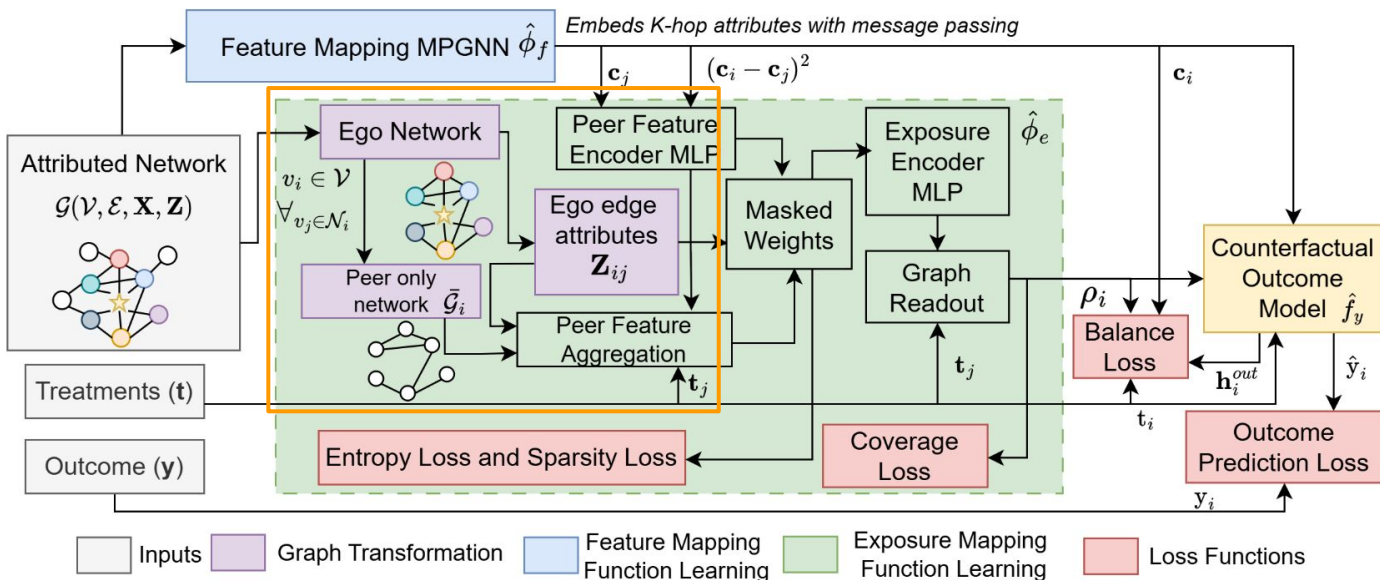 Embeds K-hop attributes with message passing
Feature Mapping MPGNN $\hat{\phi}_f$
$\mathbf{c}_j$
$(\mathbf{c}_i - \mathbf{c}_j)^2$
$\mathbf{c}_i$
Attributed Network
$\mathcal{G}(\mathcal{V}, \mathcal{E}, \mathbf{X}, \mathbf{Z})$
Ego Network
$v_i \in \mathcal{V}$
$\forall_{v_j \in \mathcal{N}_i}$
Peer only
network $\bar{\mathcal{G}}_i$
Peer Feature
Encoder MLP
Ego edge
attributes
$\mathbf{Z}_{ij}$
Peer Feature
Aggregation
Masked
Weights
Exposure
Encoder
MLP
$\hat{\phi}_e$
Graph
Readout
$\boldsymbol{\rho}_i$
Balance
Loss
Counterfactual
Outcome
Model $\hat{f}_y$
Treatments ($\mathbf{t}$)
$\mathbf{t}_j$
$\mathbf{t}_j$
$\mathbf{h}_i^{out}$
$\hat{\mathrm{y}}_i$
$\mathrm{t}_i$
Outcome ($\mathbf{y}$)
Entropy Loss and Sparsity Loss
Coverage
Loss
Outcome
Prediction Loss
$\mathrm{y}_i$
Inputs
Graph Transformation
Feature Mapping
Function Learning
Exposure Mapping
Function Learning
Loss Functions